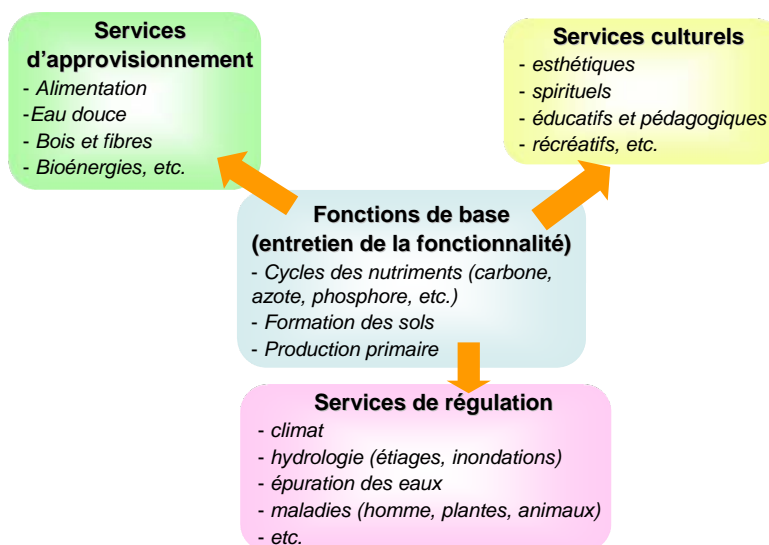 Services
d'approvisionnement
- Alimentation
-Eau douce
- Bois et fibres
- Bioénergies, etc.
Services culturels
- esthétiques
- spirituels
- éducatifs et pédagogiques
- récréatifs, etc.
Fonctions de base
(entretien de la fonctionnalité)
- Cycles des nutriments (carbone,
azote, phosphore, etc.)
- Formation des sols
- Production primaire
Services de régulation
- climat
- hydrologie (étiages, inondations)
- épuration des eaux
- maladies (homme, plantes, animaux)
- etc.